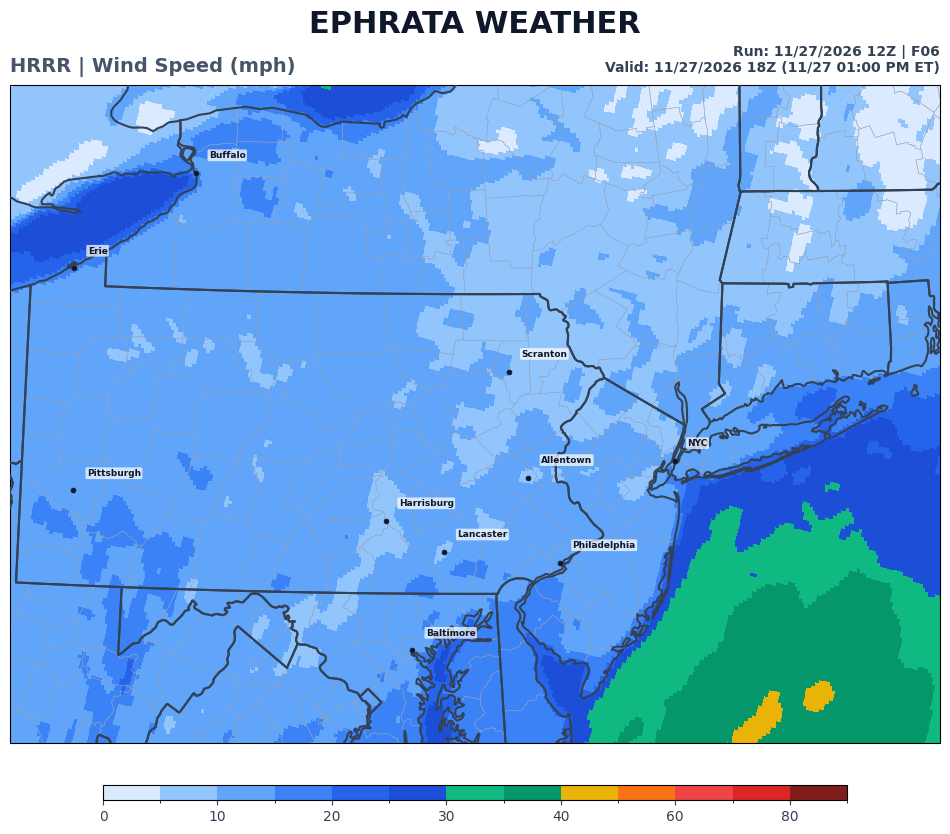 EPHRATA WEATHER
HRRR | Wind Speed (mph)
Run: 11/27/2026 12Z | F06
Valid: 11/27/2026 18Z (11/27 01:00 PM ET)
Buffalo
Erie
Scranton
NYC
Allentown
Pittsburgh
Harrisburg
Lancaster
Philadelphia
Baltimore
0 10 20 30 40 50 60 70 80